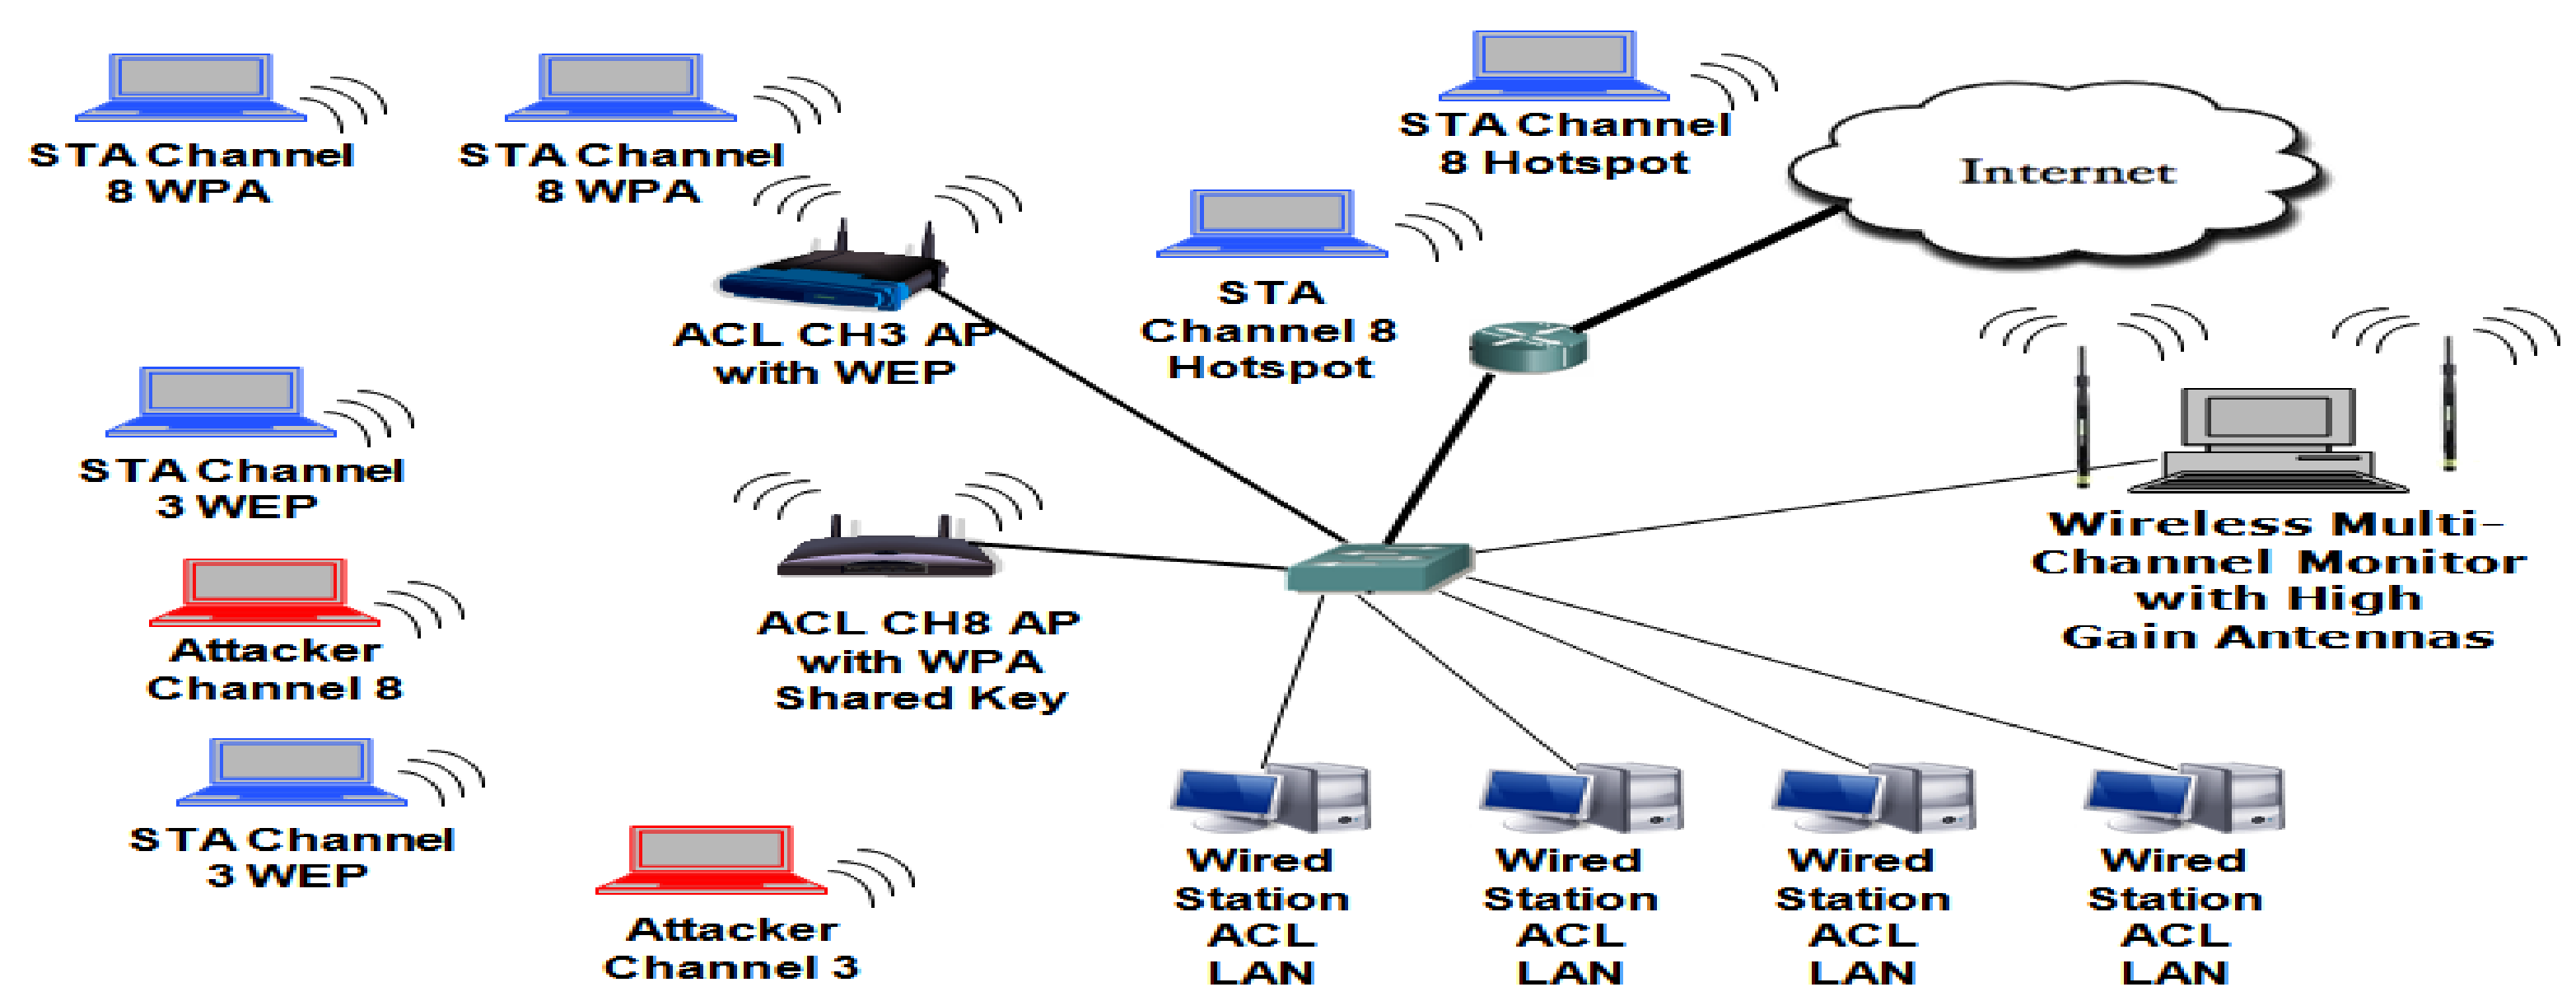 STA Channel
8 WPA
STA Channel
8 WPA
STA Channel
8 Hotspot
Internet
ACL CH3 AP
with WEP
STA
Channel 8
Hotspot
STA Channel
3 WEP
Wireless Multi-
Channel Monitor
with High
Gain Antennas
Attacker
Channel 8
ACL CH8 AP
with WPA
Shared Key
STA Channel
3 WEP
Attacker
Channel 3
Wired
Station
ACL
LAN
Wired
Station
ACL
LAN
Wired
Station
ACL
LAN
Wired
Station
ACL
LAN